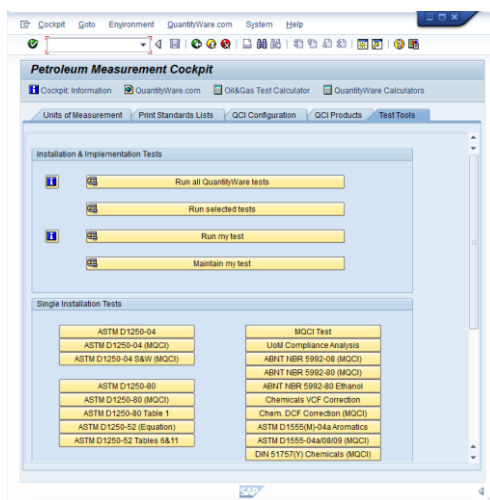 Cockpit Goto Environment QuantityWare.com System Help
Petroleum Measurement Cockpit
Cockpit Information QuantityWare.com Oil&Gas Test Calculator QuantityWare Calculators
Units of Measurement Print Standards Lists QCI Configuration QCI Products Test Tools
Installation & Implementation Tests
Run all QuantityWare tests
Run selected tests
Run my test
Maintain my test
Single Installation Tests
ASTM D1250-04 MQCI Test
ASTM D1250-04 (MQCI) UoM Compliance Analysis
ASTM D1250-04 S&W (MQCI) ABNT NBR 5992-08 (MQCI)
ABNT NBR 5992-80 (MQCI)
ASTM D1250-80 ABNT NBR 5992-80 Ethanol
ASTM D1250-80 (MQCI) Chemicals VCF Correction
ASTM D1250-80 Table 1 Chem. DCF Correction (MQCI)
ASTM D1250-52 (Equation) ASTM D1555(M)-04a Aromatics
ASTM D1250-52 Tables 6&11 ASTM D1555-04a/08/09 (MQCI)
DIN 51757(Y) Chemicals (MQCI)
SAP